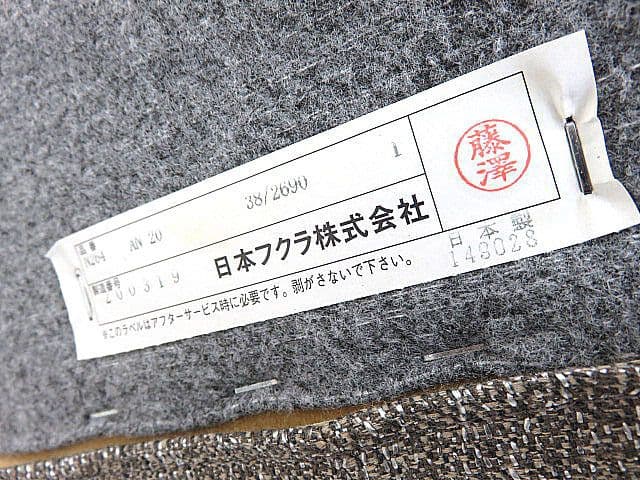 品番
A204 AN 20 38/2690 1
製造番号
200319 日本フクラ株式会社
藤澤
日本製
143023
※このラベルはアフターサービス時に必要です。剥がさないで下さい。